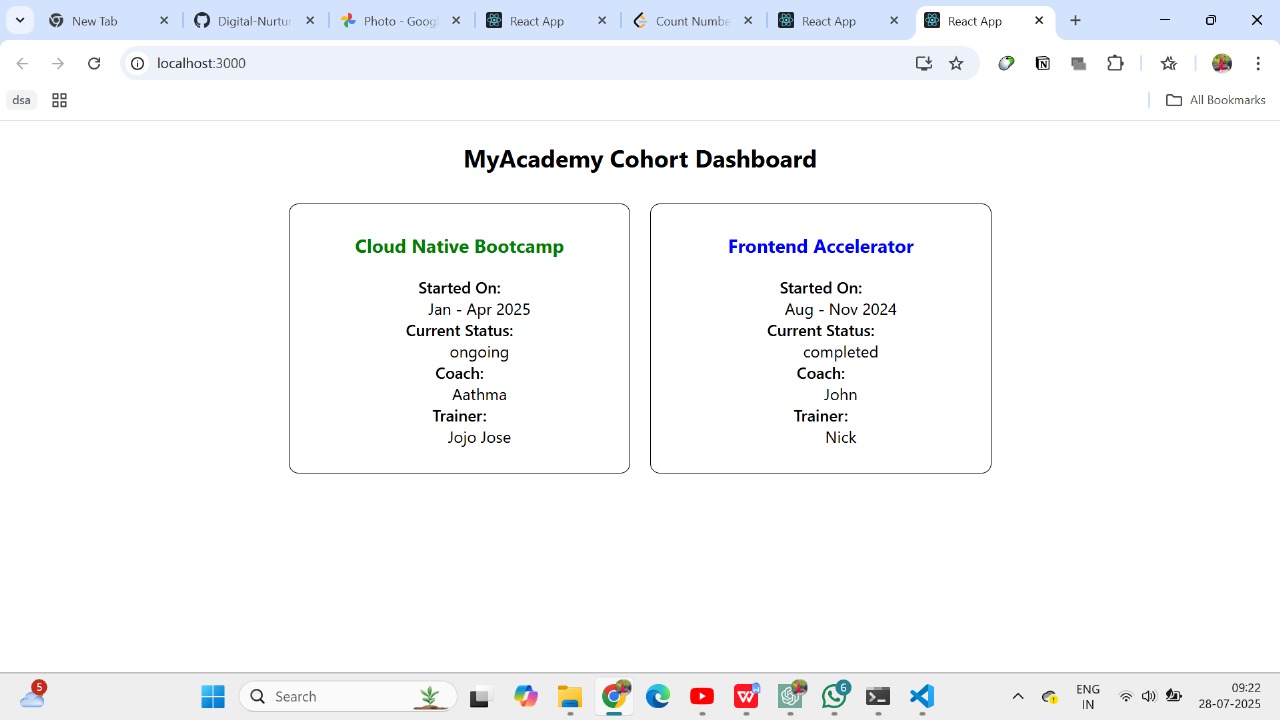 New Tab
Digital-Nurtur
Photo - Googl
React App
Count Numbe
React App
React App
localhost:3000
dsa
All Bookmarks
MyAcademy Cohort Dashboard
Cloud Native Bootcamp
Started On:
Jan - Apr 2025
Current Status:
ongoing
Coach:
Aathma
Trainer:
Jojo Jose
Frontend Accelerator
Started On:
Aug - Nov 2024
Current Status:
completed
Coach:
John
Trainer:
Nick
5
Search
6
ENG
IN
09:22
28-07-2025